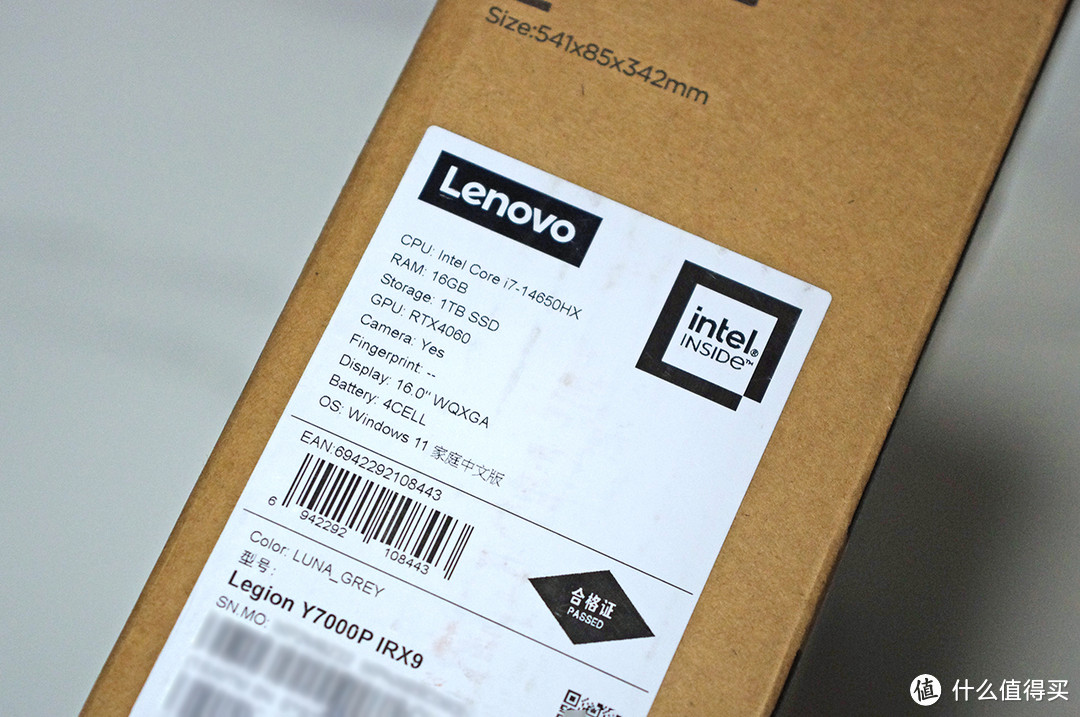 Size:541x85x342mm
Lenovo
CPU: Intel Core i7-14650HX
RAM: 16GB
Storage: 1TB SSD
GPU: RTX4060
Camera: Yes
Fingerprint: --
Display: 16.0" WQXGA
Battery: 4CELL
OS: Windows 11 家庭中文版
intel®
INSIDE™
EAN:6942292108443
6 942292 108443
Color: LUNA_GREY
型号:
Legion Y7000P IRX9
SN.MO:
合格证
PASSED
值 什么值得买